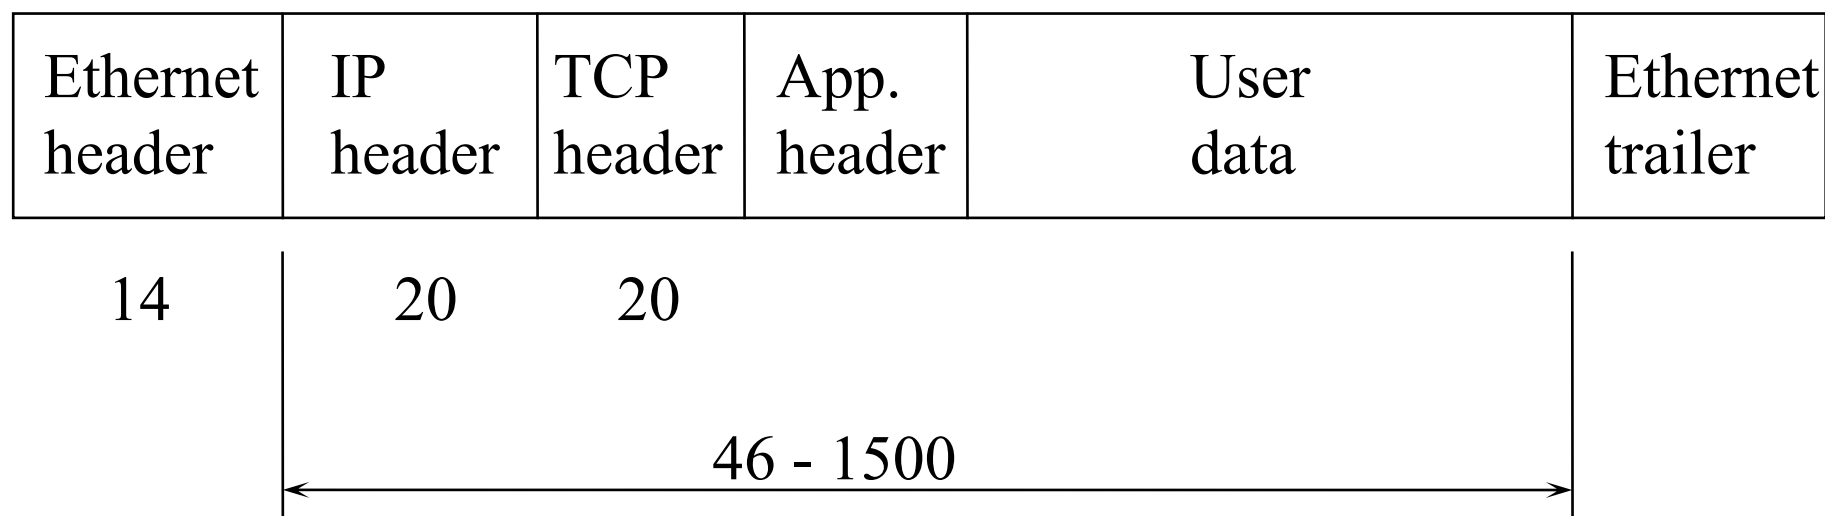 Ethernet header
IP header
TCP header
App. header
User data
Ethernet trailer
14 20 20
46 - 1500